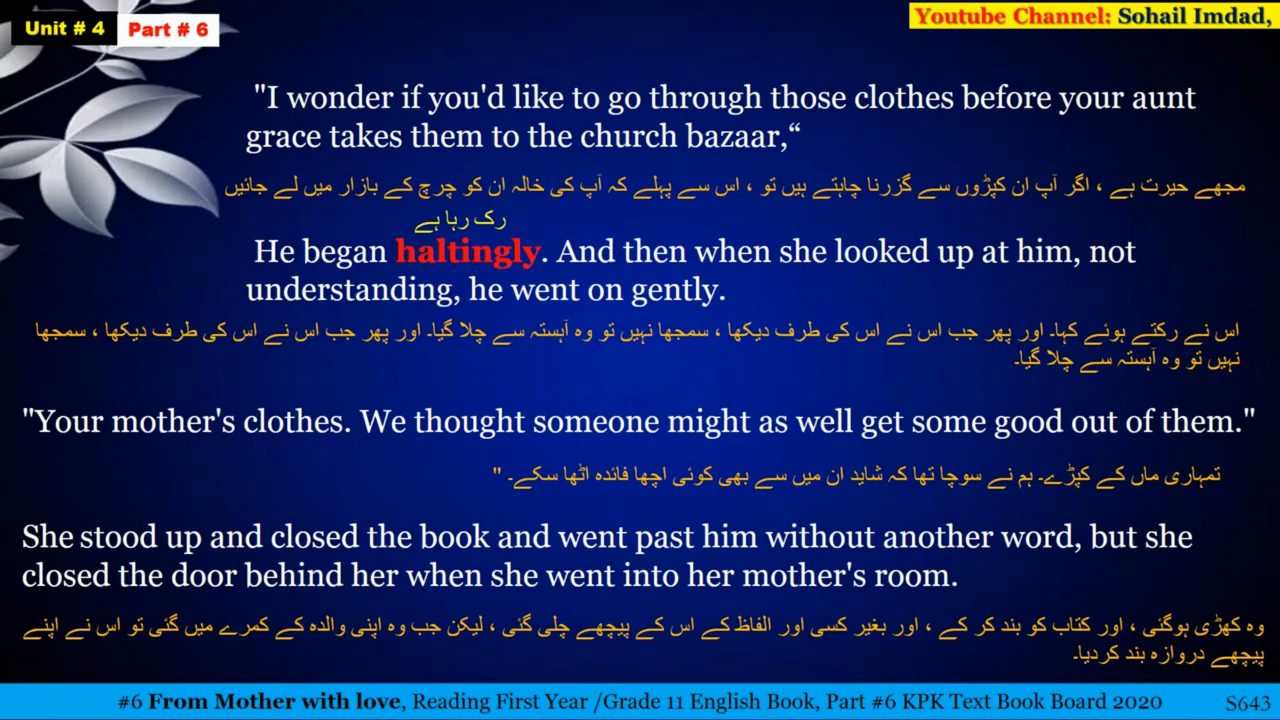 Unit # 4
Part # 6
Youtube Channel: Sohail Imdad,
"I wonder if you'd like to go through those clothes before your aunt
grace takes them to the church bazaar,“
مجھے حیرت ہے ، اگر آپ ان کپڑوں سے گزرنا چاہتے ہیں تو ، اس سے پہلے کہ آپ کی خالہ ان کو چرچ کے بازار میں لے جائیں
رک رہا ہے
He began haltingly. And then when she looked up at him, not
understanding, he went on gently.
اس نے رکتے ہوئے کہا۔ اور پھر جب اس نے اس کی طرف دیکھا ، سمجھا نہیں تو وہ آہستہ سے چلا گیا۔ اور پھر جب اس نے اس کی طرف دیکھا ، سمجھا
نہیں تو وہ آہستہ سے چلا گیا۔
"Your mother's clothes. We thought someone might as well get some good out of them."
تمہاری ماں کے کپڑے۔ ہم نے سوچا تھا کہ شاید ان میں سے بھی کوئی اچھا فائدہ اٹھا سکے۔ "
She stood up and closed the book and went past him without another word, but she
closed the door behind her when she went into her mother's room.
وہ کھڑی ہوگئی ، اور کتاب کو بند کر کے ، اور بغیر کسی اور الفاظ کے اس کے پیچھے چلی گئی ، لیکن جب وہ اپنی والدہ کے کمرے میں گئی تو اس نے اپنے
پیچھے دروازہ بند کردیا۔
#6 From Mother with love, Reading First Year /Grade 11 English Book, Part #6 KPK Text Book Board 2020
S643